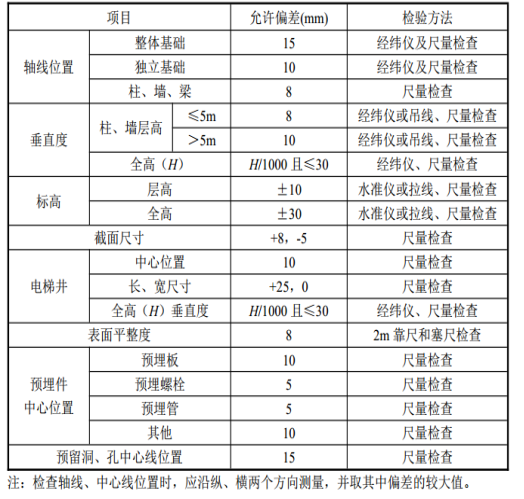 项目 允许偏差(mm) 检验方法
轴线位置 整体基础 15 经纬仪及尺量检查
独立基础 10 经纬仪及尺量检查
柱、墙、梁 8 尺量检查
垂直度 柱、墙层高 ≤5m 8 经纬仪或吊线、尺量检查
>5m 10 经纬仪或吊线、尺量检查
全高（H） H/1000 且≤30 经纬仪、尺量检查
标高 层高 ±10 水准仪或拉线、尺量检查
全高 ±30 水准仪或拉线、尺量检查
截面尺寸 +8，-5 尺量检查
电梯井 中心位置 10 尺量检查
长、宽尺寸 +25，0 尺量检查
全高（H）垂直度 H/1000 且≤30 经纬仪、尺量检查
表面平整度 8 2m 靠尺和塞尺检查
预埋件
中心位置 预埋板 10 尺量检查
预埋螺栓 5 尺量检查
预埋管 5 尺量检查
其他 10 尺量检查
预留洞、孔中心线位置 15 尺量检查
注：检查轴线、中心线位置时，应沿纵、横两个方向测量，并取其中偏差的较大值。